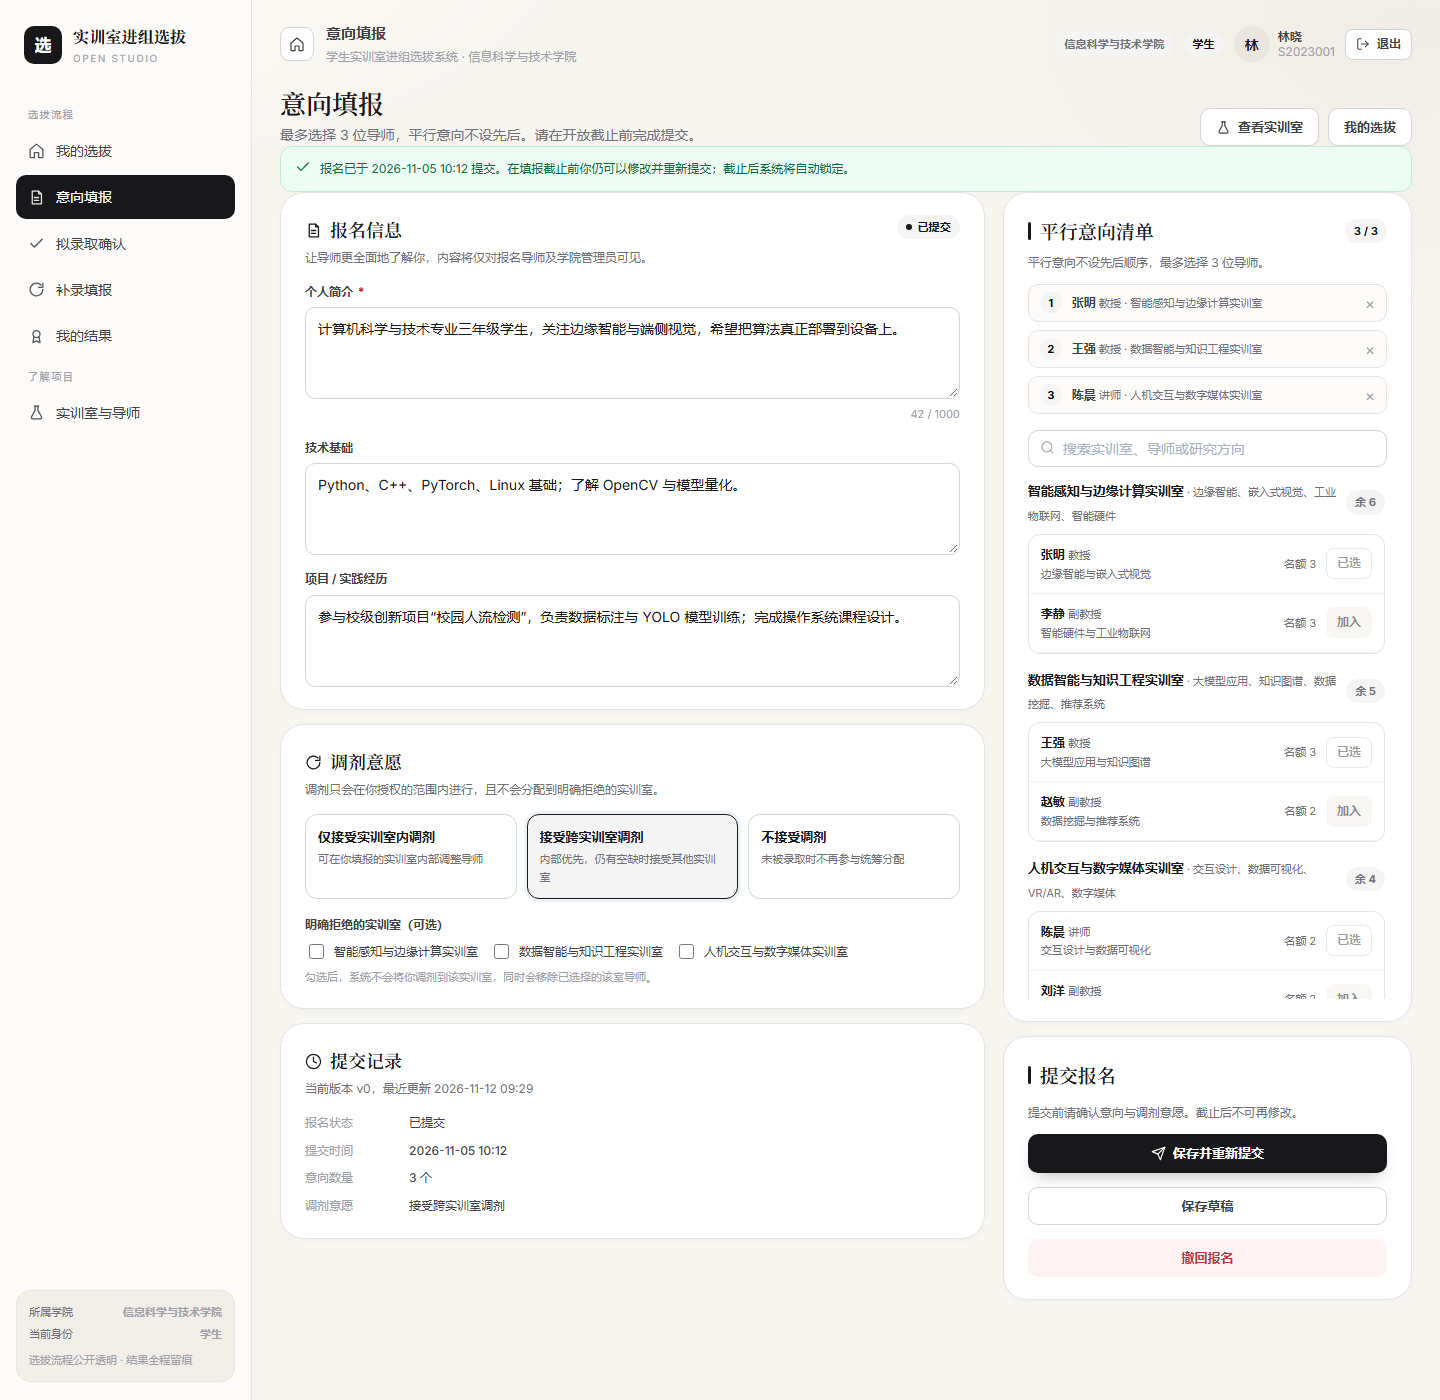 选
实训室进组选拔
OPEN STUDIO
选拔流程
我的选拔
意向填报
拟录取确认
补录填报
我的结果
了解项目
实训室与导师
所属学院 信息科学与技术学院
当前身份 学生
选拔流程公开透明 · 结果全程留痕
意向填报
学生实训室进组选拔系统 · 信息科学与技术学院
信息科学与技术学院
学生
林
林晓
S2023001
退出
意向填报
最多选择 3 位导师，平行意向不设先后。请在开放截止前完成提交。
查看实训室
我的选拔
报名已于 2026-11-05 10:12 提交。在填报截止前你仍可以修改并重新提交；截止后系统将自动锁定。
报名信息
已提交
让导师更全面地了解你，内容将仅对报名导师及学院管理员可见。
个人简介 *
计算机科学与技术专业三年级学生，关注边缘智能与端侧视觉，希望把算法真正部署到设备上。
42 / 1000
技术基础
Python、C++、PyTorch、Linux 基础；了解 OpenCV 与模型量化。
项目 / 实践经历
参与校级创新项目“校园人流检测”，负责数据标注与 YOLO 模型训练；完成操作系统课程设计。
调剂意愿
调剂只会在你授权的范围内进行，且不会分配到明确拒绝的实训室。
仅接受实训室内调剂
可在你填报的实训室内部调整导师
接受跨实训室调剂
内部优先，仍有空缺时接受其他实训
室
不接受调剂
未被录取时不再参与统筹分配
明确拒绝的实训室（可选）
智能感知与边缘计算实训室 数据智能与知识工程实训室 人机交互与数字媒体实训室
勾选后，系统不会将你调剂到该实训室，同时会移除已选择的该室导师。
提交记录
当前版本 v0，最近更新 2026-11-12 09:29
报名状态 已提交
提交时间 2026-11-05 10:12
意向数量 3 个
调剂意愿 接受跨实训室调剂
平行意向清单
3 / 3
平行意向不设先后顺序，最多选择 3 位导师。
1 张明 教授 · 智能感知与边缘计算实训室 ×
2 王强 教授 · 数据智能与知识工程实训室 ×
3 陈晨 讲师 · 人机交互与数字媒体实训室 ×
搜索实训室、导师或研究方向
智能感知与边缘计算实训室 · 边缘智能、嵌入式视觉、工业
物联网、智能硬件
余 6
张明 教授
边缘智能与嵌入式视觉
名额 3 已选
李静 副教授
智能硬件与工业物联网
名额 3 加入
数据智能与知识工程实训室 · 大模型应用、知识图谱、数据
挖掘、推荐系统
余 5
王强 教授
大模型应用与知识图谱
名额 3 已选
赵敏 副教授
数据挖掘与推荐系统
名额 2 加入
人机交互与数字媒体实训室 · 交互设计、数据可视化、
VR/AR、数字媒体
余 4
陈晨 讲师
交互设计与数据可视化
名额 2 已选
刘洋 副教授
名额 2 加入
提交报名
提交前请确认意向与调剂意愿。截止后不可再修改。
保存并重新提交
保存草稿
撤回报名